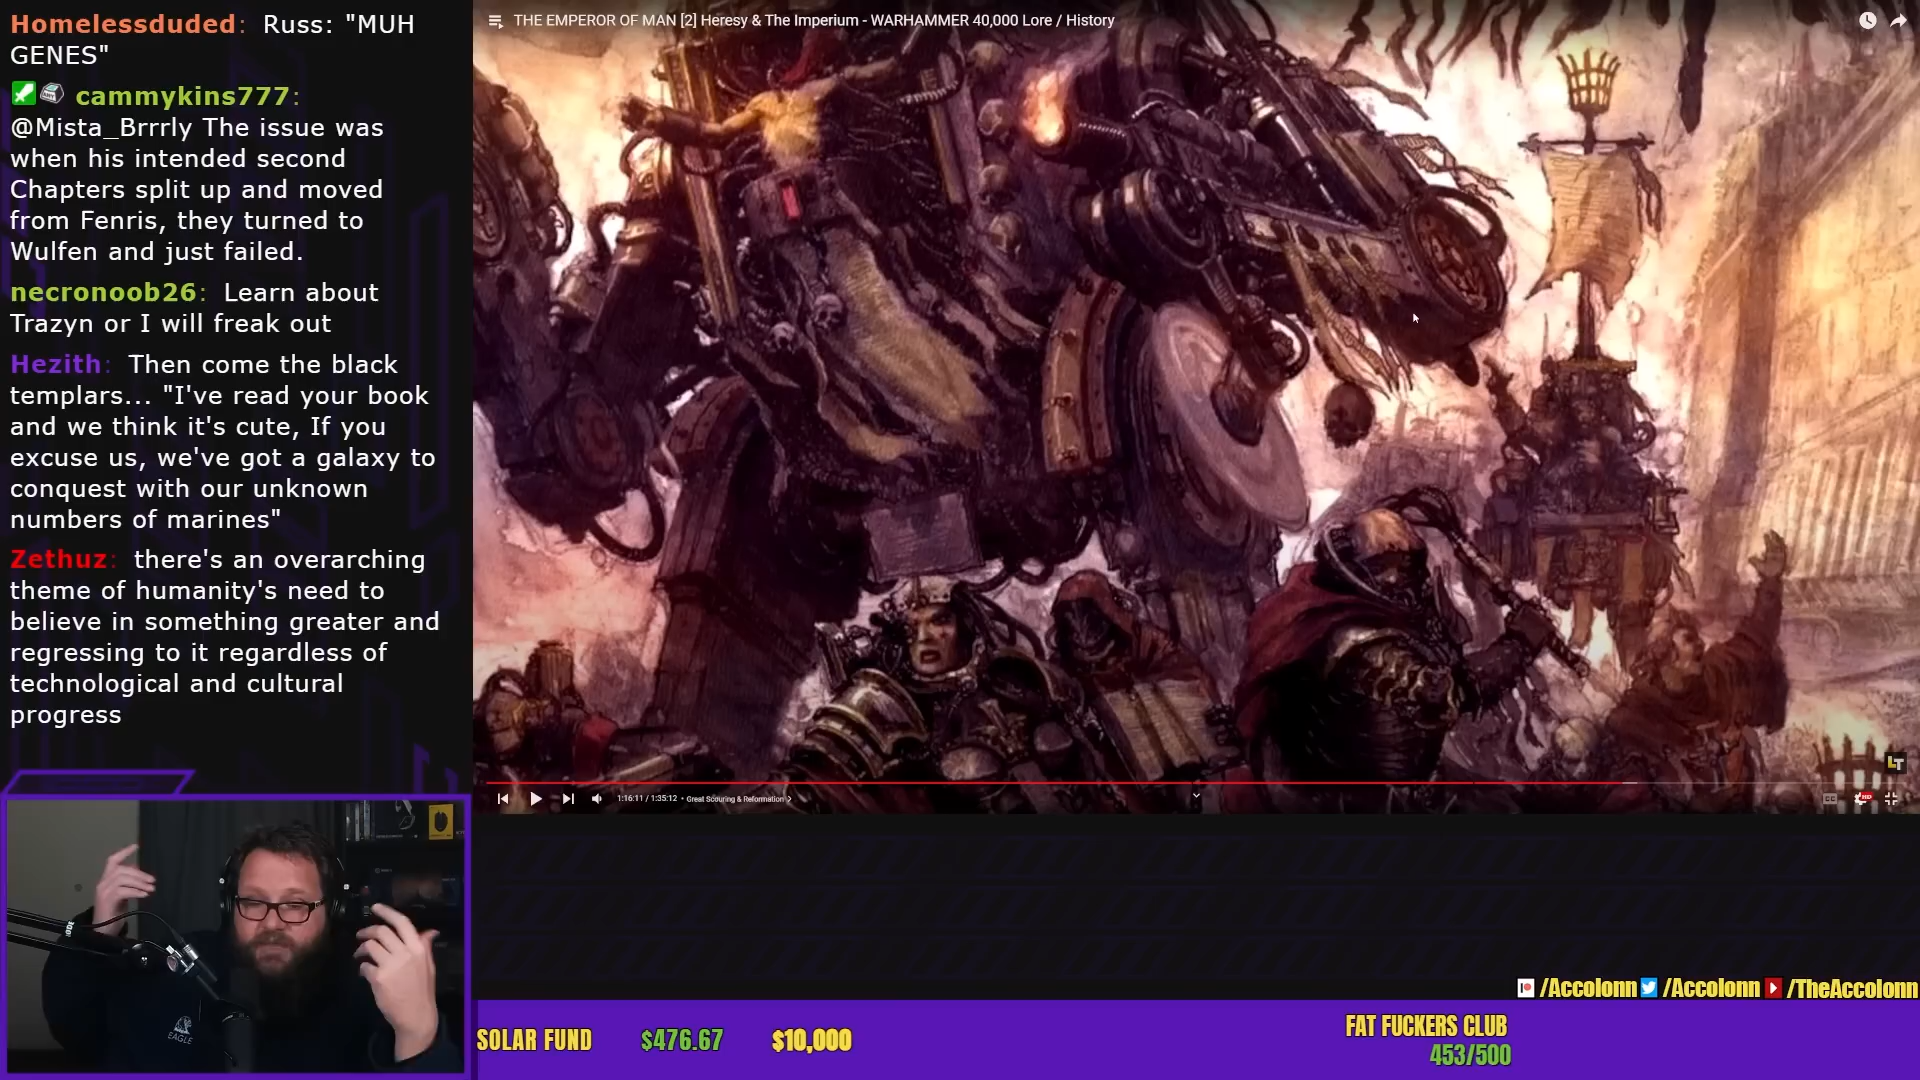 Homelessduded: Russ: "MUH
GENES"
cammykins777:
@Mista_Brrrly The issue was
when his intended second
Chapters split up and moved
from Fenris, they turned to
Wulfen and just failed.
necronoob26: Learn about
Trazyn or I will freak out
Hezith: Then come the black
templars... "I've read your book
and we think it's cute, If you
excuse us, we've got a galaxy to
conquest with our unknown
numbers of marines"
Zethuz: there's an overarching
theme of humanity's need to
believe in something greater and
regressing to it regardless of
technological and cultural
progress
THE EMPEROR OF MAN [2] Heresy & The Imperium - WARHAMMER 40,000 Lore / History
LT
1:16:11 / 1:35:12 • Great Scouring & Reformation
CC
HD
EAGLE
/Accolonn /Accolonn /TheAccolonn
SOLAR FUND $476.67 $10,000
FAT FUCKERS CLUB
453/500